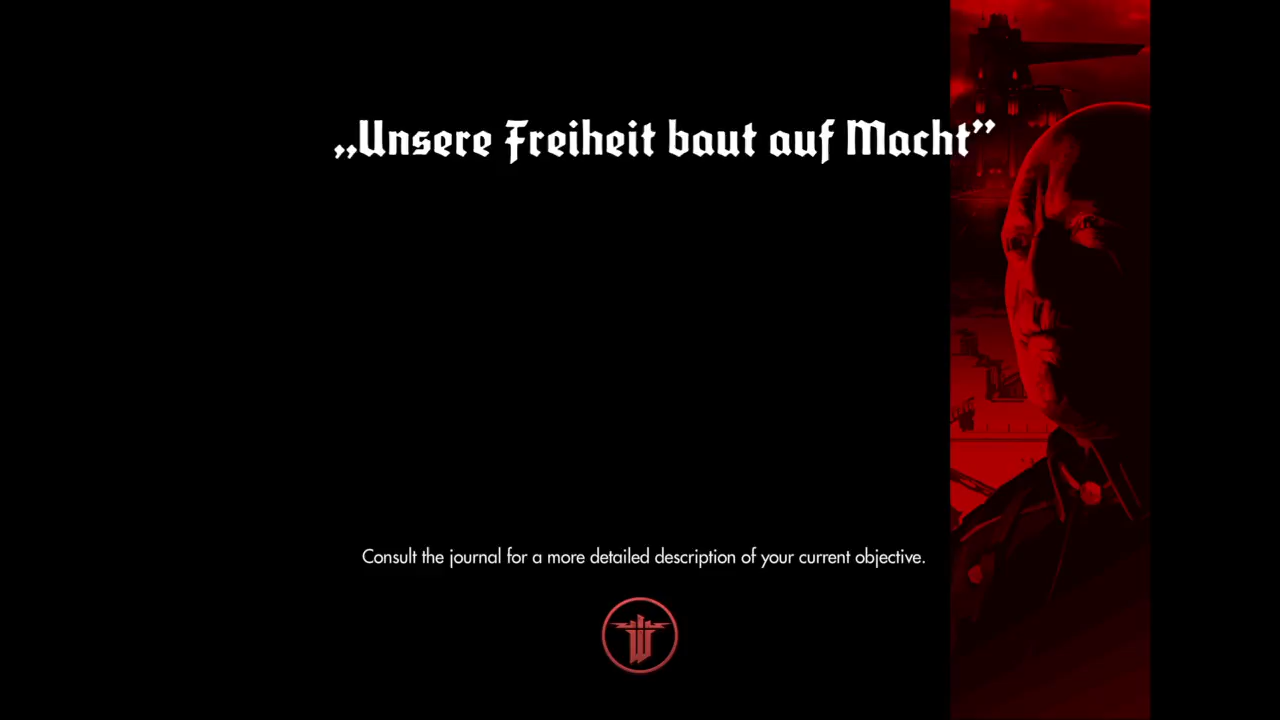 „Unsere Freiheit baut auf Macht”
Consult the journal for a more detailed description of your current objective.